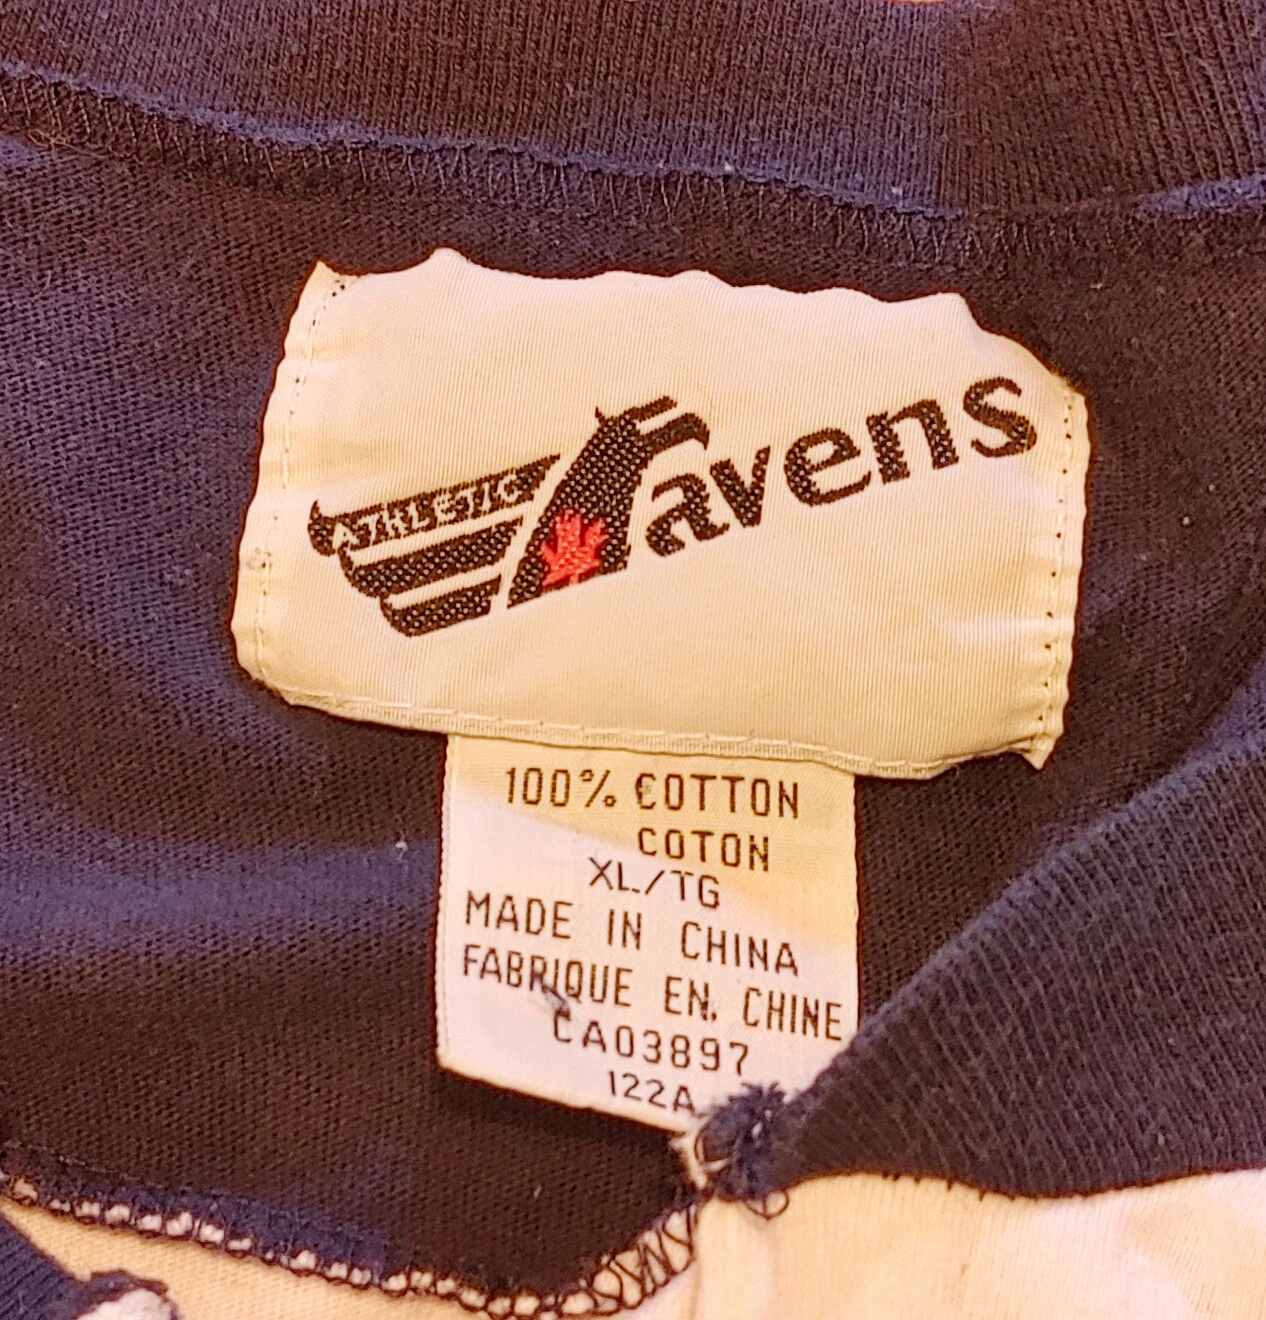 ATHLETIC
Ravens
100% COTTON
COTON
XL/TG
MADE IN CHINA
FABRIQUE EN. CHINE
CA03897
122A